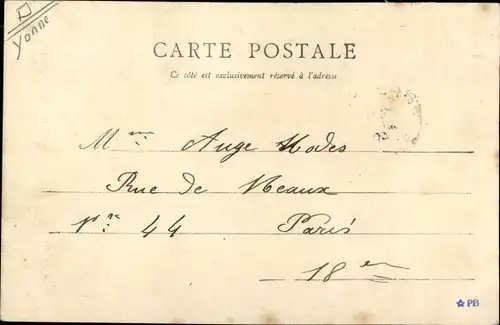 Yonne
CARTE POSTALE
Ce côté est exclusivement réservé à l'adresse
Mme Auge Modes
Rue de Meaux
No 44 Paris
18en
PB